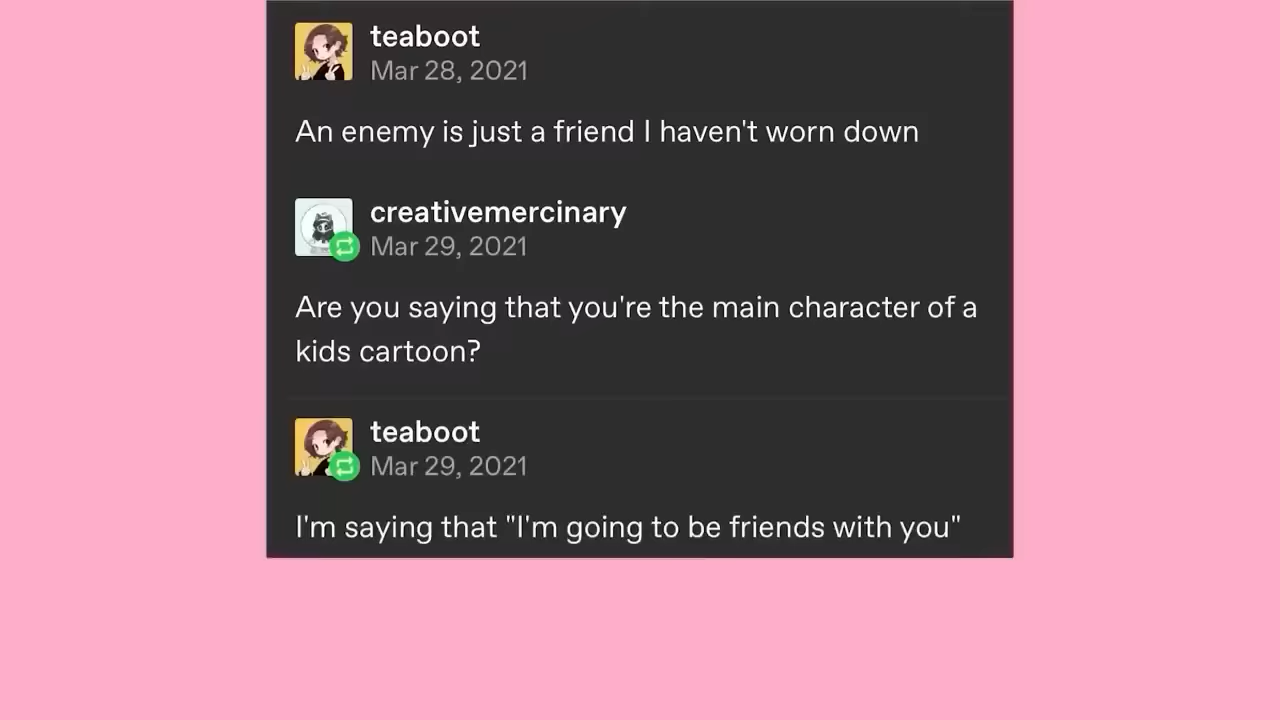 teaboot
Mar 28, 2021
An enemy is just a friend I haven't worn down
creativemercinary
Mar 29, 2021
Are you saying that you're the main character of a
kids cartoon?
teaboot
Mar 29, 2021
I'm saying that "I'm going to be friends with you"